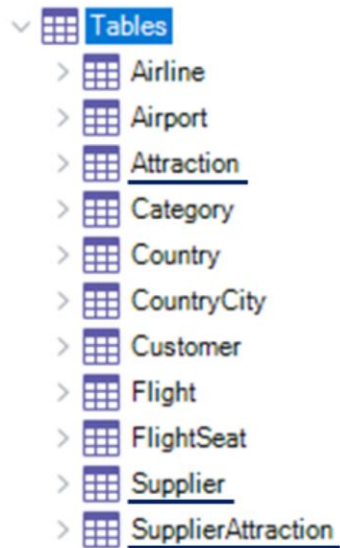 Tables
Airline
Airport
Attraction
Category
Country
CountryCity
Customer
Flight
FlightSeat
Supplier
SupplierAttraction